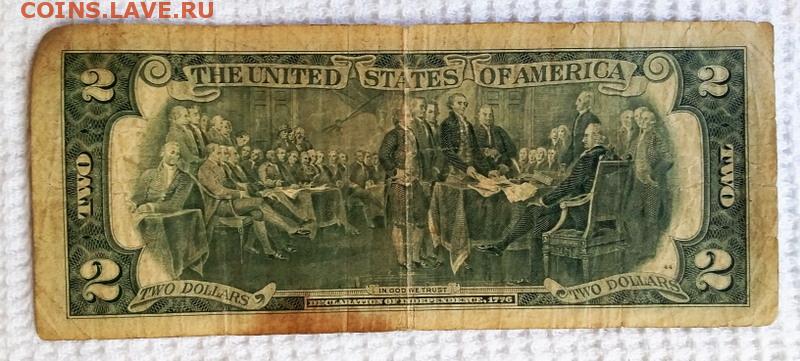 COINS.LAVE.RU
2 THE UNITED STATES OF AMERICA 2
TWO TWO
2 TWO DOLLARS IN GOD WE TRUST TWO DOLLARS 2
DECLARATION OF INDEPENDENCE, 1776